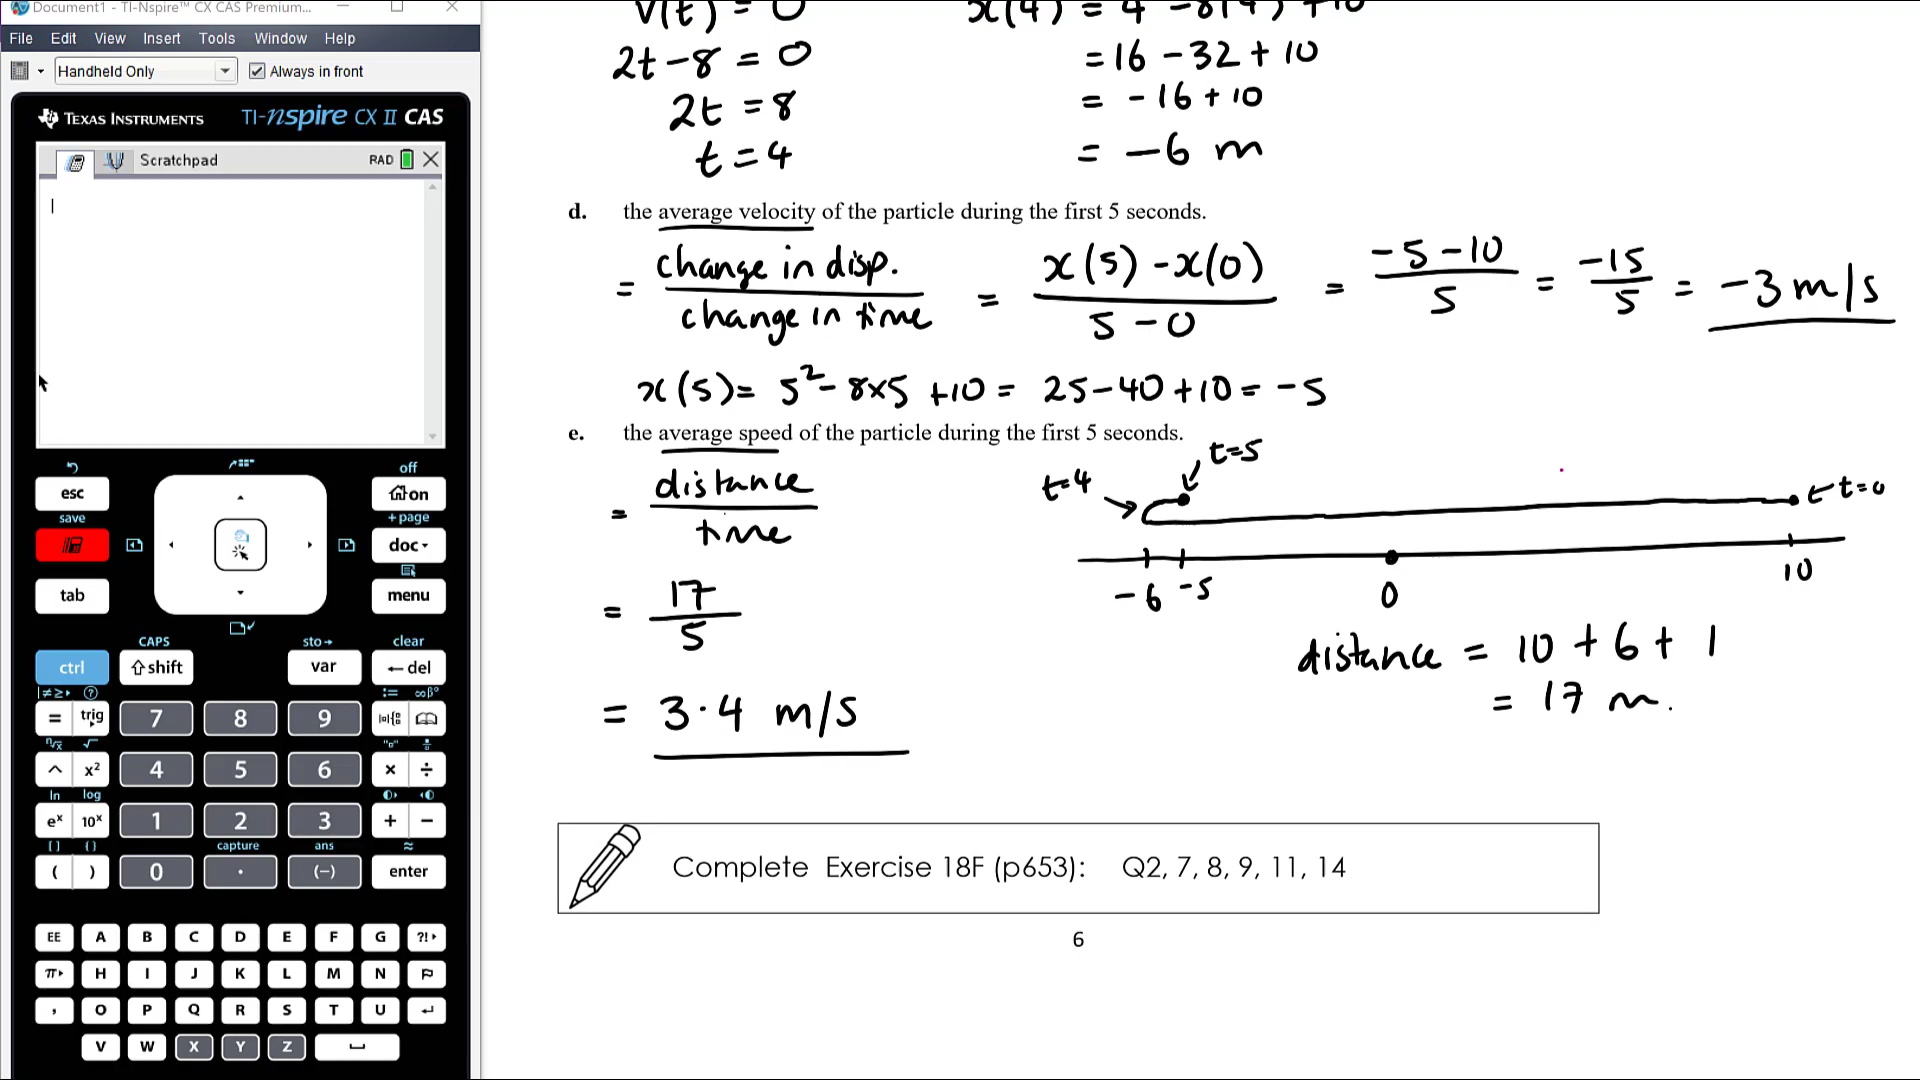 Document1 - TI-Nspire™ CX CAS Premium...
File Edit View Insert Tools Window Help
Handheld Only
Always in front
TEXAS INSTRUMENTS TI-nspire CX II CAS
Scratchpad RAD
off
esc
on
save
+ page
doc
tab
menu
CAPS
sto→
clear
ctrl
shift
var
← del
|≠≥▸
:= ∞β°
= trig 7 8 9
ⁿ√x √
^ x² 4 5 6 × ÷
ln log
eˣ 10ˣ 1 2 3 + −
[ ] { }
capture
ans
≈
( ) 0 . (−) enter
EE A B C D E F G ?!▸
π▸ H I J K L M N
, O P Q R S T U ↵
V W X Y Z
v(t) = 0
2t - 8 = 0
2t = 8
t = 4
= 16 - 32 + 10
= -16 + 10
= -6 m
d. the average velocity of the particle during the first 5 seconds.
= change in disp. / change in time = x(5) - x(0) / 5 - 0 = -5 - 10 / 5 = -15 / 5 = -3 m/s
x(5) = 5² - 8×5 + 10 = 25 - 40 + 10 = -5
e. the average speed of the particle during the first 5 seconds.
= distance / time
= 17 / 5
= 3.4 m/s
t=4
t=5
t=0
-6 -5 0 10
distance = 10 + 6 + 1
= 17 m.
Complete Exercise 18F (p653): Q2, 7, 8, 9, 11, 14
6